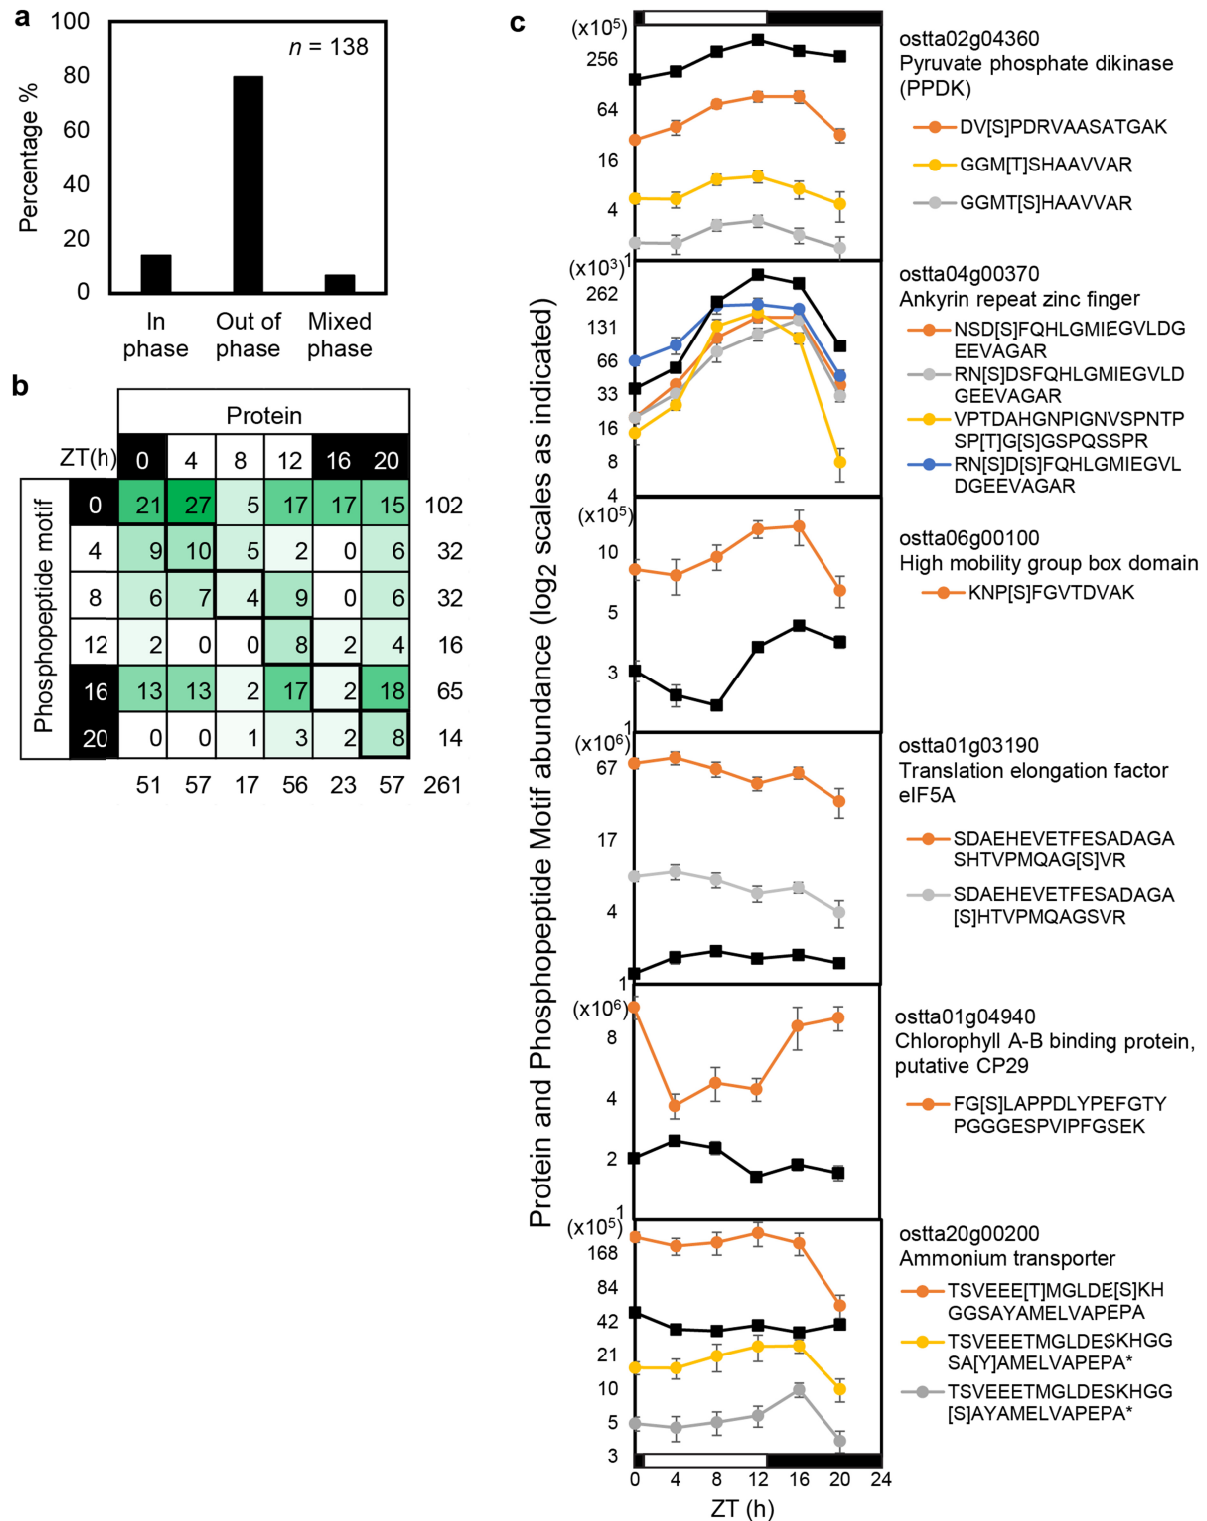 a
100
80
60
40
20
0
Percentage %
n = 138
In phase
Out of phase
Mixed phase
b
Protein
ZT(h) 0 4 8 12 16 20
Phosphopeptide motif
0 21 27 5 17 17 15 102
4 9 10 5 2 0 6 32
8 6 7 4 9 0 6 32
12 2 0 0 8 2 4 16
16 13 13 2 17 2 18 65
20 0 0 1 3 2 8 14
51 57 17 56 23 57 261
c
Protein and Phosphopeptide Motif abundance (log2 scales as indicated)
(x10⁵)
256
64
16
4
1
ostta02g04360
Pyruvate phosphate dikinase
(PPDK)
DV[S]PDRVAASATGAK
GGM[T]SHAAVVAR
GGMT[S]HAAVVAR
(x10³)
262
131
66
33
16
8
4
ostta04g00370
Ankyrin repeat zinc finger
NSD[S]FQHLGMIEGVLDG
EEVAGAR
RN[S]DSFQHLGMIEGVLD
GEEVAGAR
VPTDAHGNPIGNVSPNTP
SP[T]G[S]GSPQSSPR
RN[S]D[S]FQHLGMIEGVL
DGEEVAGAR
(x10⁵)
10
5
3
1
ostta06g00100
High mobility group box domain
KNP[S]FGVTDVAK
(x10⁶)
67
17
4
1
ostta01g03190
Translation elongation factor
eIF5A
SDAEHEVETFESADAGA
SHTVPMQAG[S]VR
SDAEHEVETFESADAGA
[S]HTVPMQAGSVR
(x10⁶)
8
4
2
1
ostta01g04940
Chlorophyll A-B binding protein,
putative CP29
FG[S]LAPPDLYPEFGTY
PGGGESPVIPFGSEK
(x10⁵)
168
84
42
21
10
5
3
ostta20g00200
Ammonium transporter
TSVEEE[T]MGLDE[S]KH
GGSAYAMELVAPEPA
TSVEEETMGLDESKHGG
SA[Y]AMELVAPEPA*
TSVEEETMGLDESKHGG
[S]AYAMELVAPEPA*
0 4 8 12 16 20 24
ZT (h)